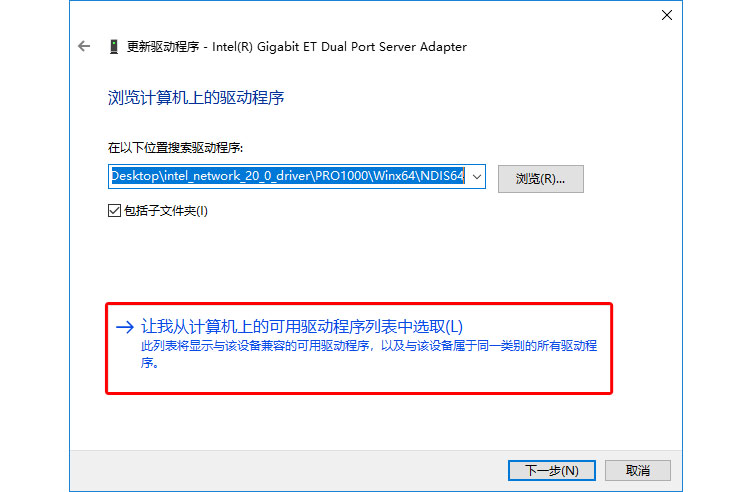 更新驱动程序 - Intel(R) Gigabit ET Dual Port Server Adapter
浏览计算机上的驱动程序
在以下位置搜索驱动程序:
Desktop\intel_network_20_0_driver\PRO1000\Winx64\NDIS64
浏览(R)...
包括子文件夹(I)
让我从计算机上的可用驱动程序列表中选取(L)
此列表将显示与该设备兼容的可用驱动程序，以及与该设备属于同一类别的所有驱动程
序。
下一步(N)
取消